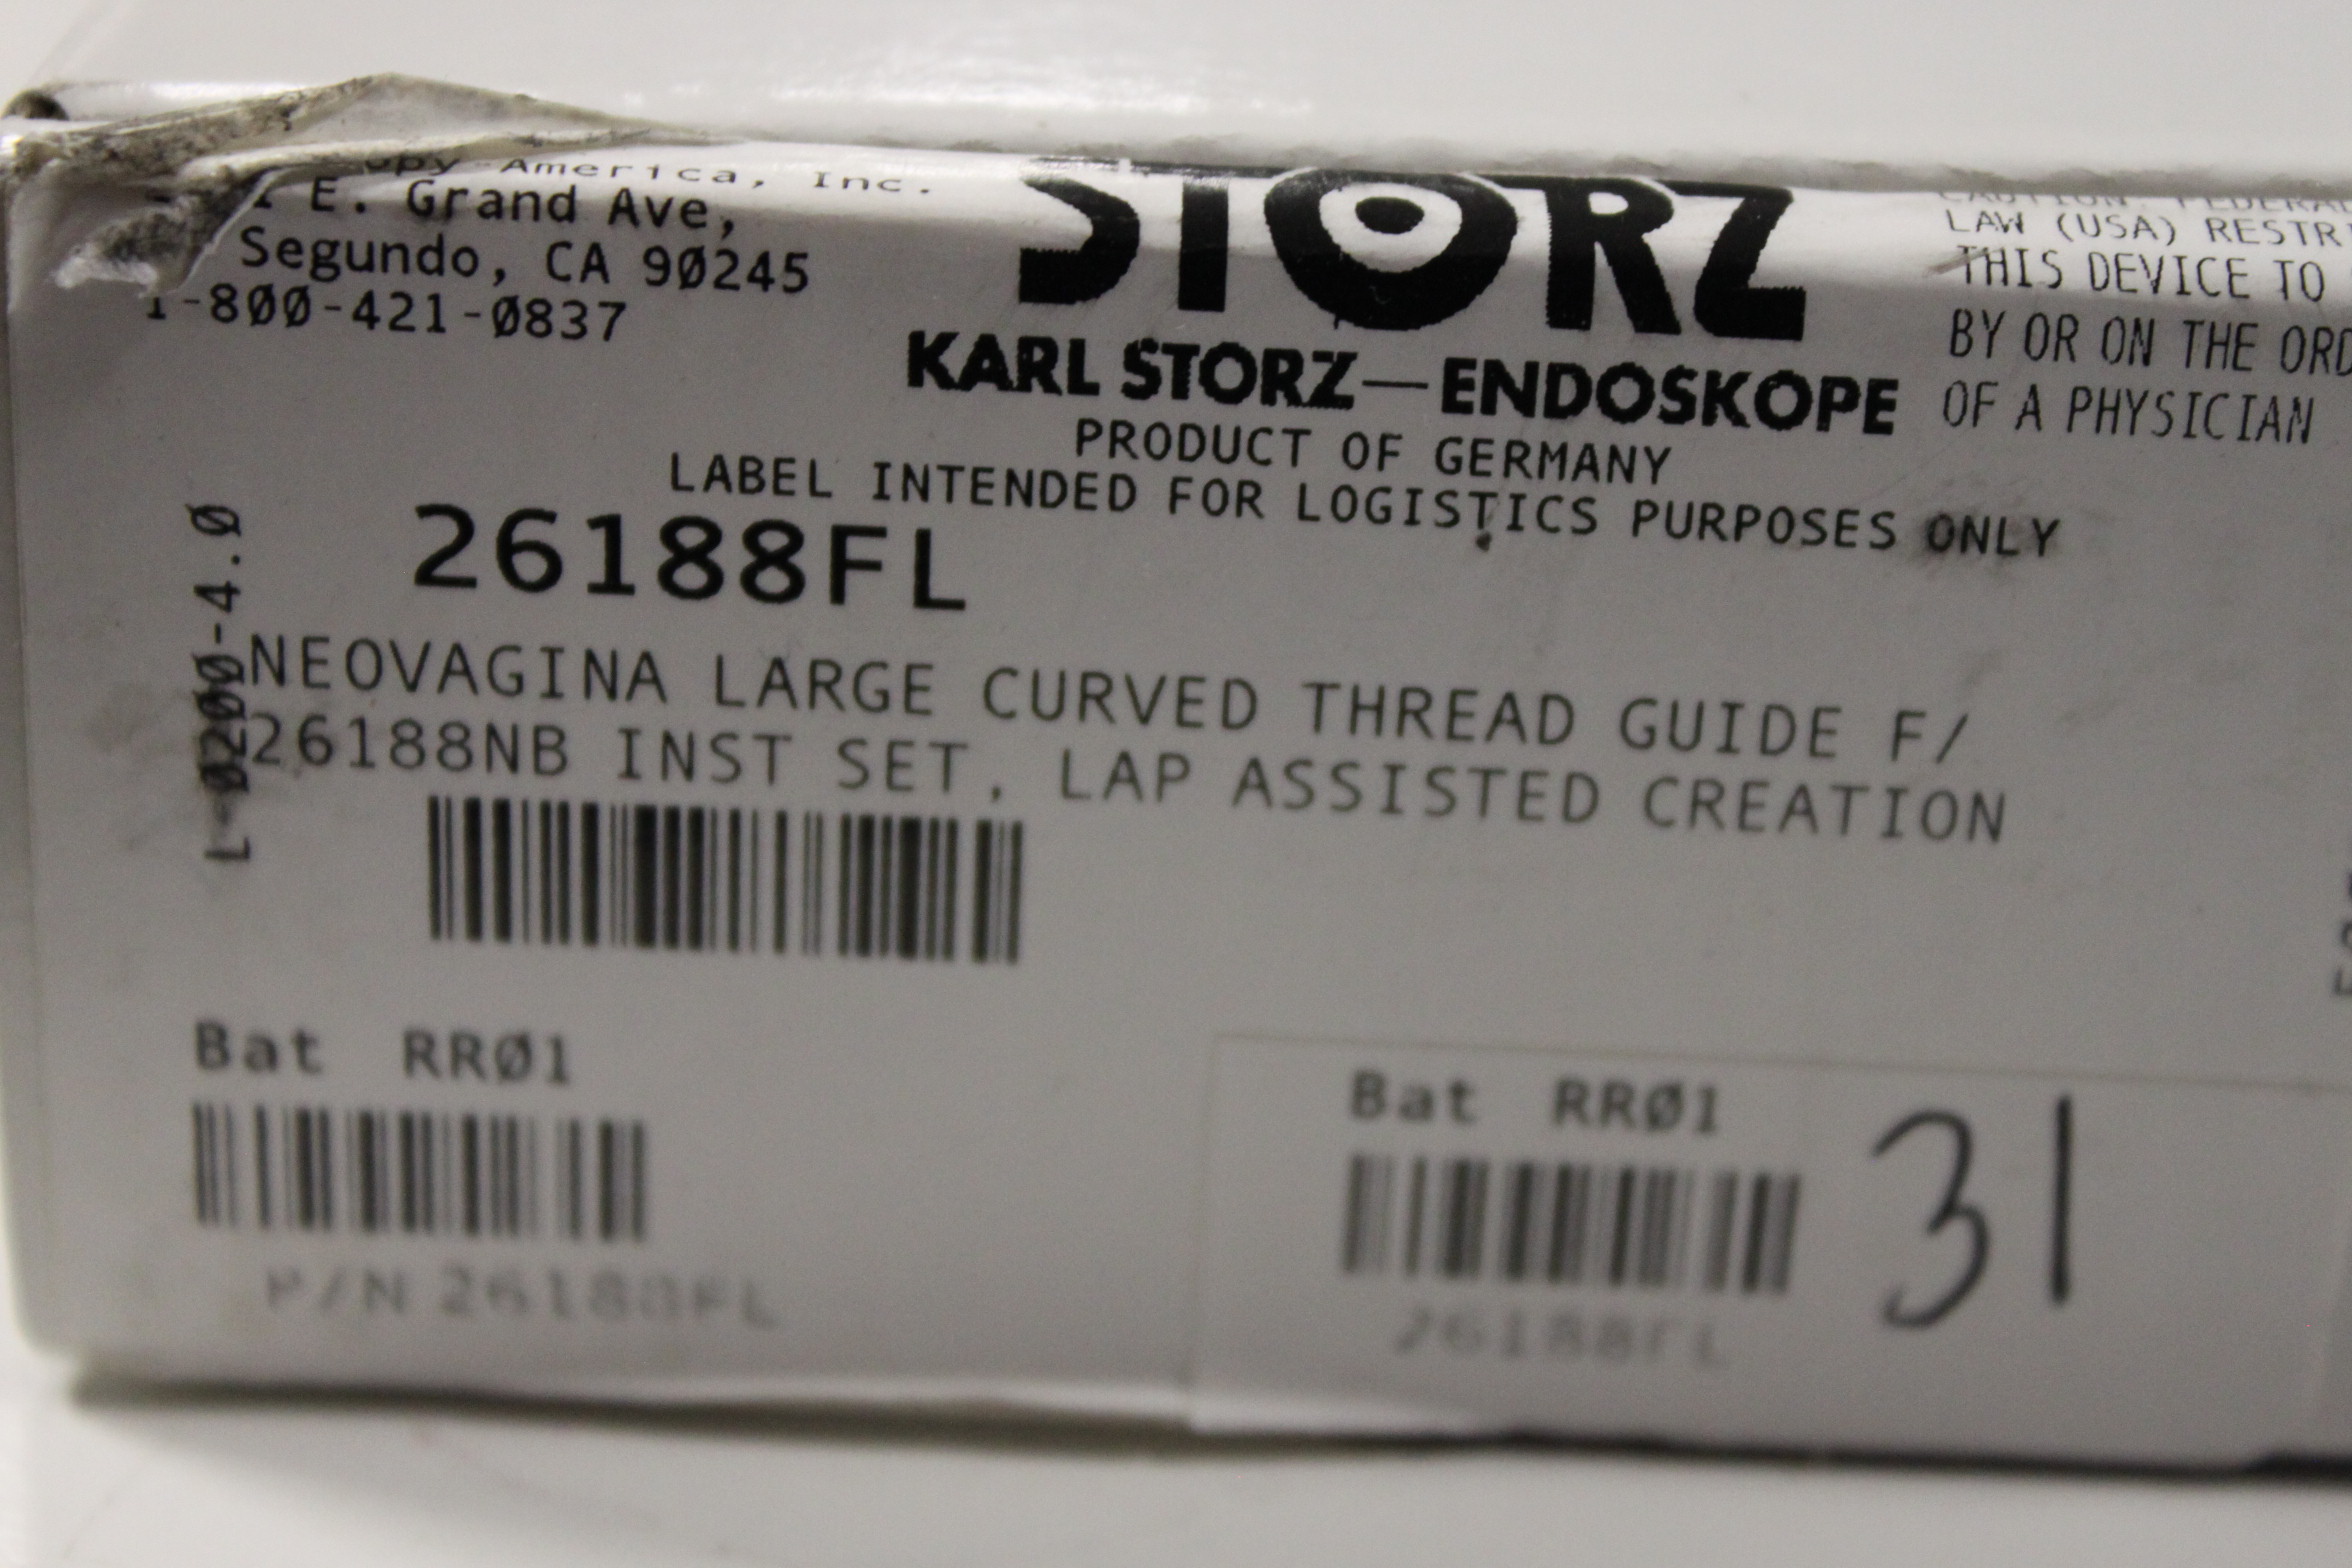 America, Inc.
E. Grand Ave,
Segundo, CA 90245
1-800-421-0837
STORZ
KARL STORZ—ENDOSKOPE
PRODUCT OF GERMANY
LABEL INTENDED FOR LOGISTICS PURPOSES ONLY
CAUTION: FEDERAL
LAW (USA)
THIS DEVICE TO
BY OR ON THE
OF A PHYSICIAN
26188FL
L-0200-4.0
NEOVAGINA LARGE CURVED THREAD GUIDE F/
26188NB INST SET, LAP ASSISTED CREATION
Bat RR01
P/N 26188FL
Bat RR01
31
26188FL